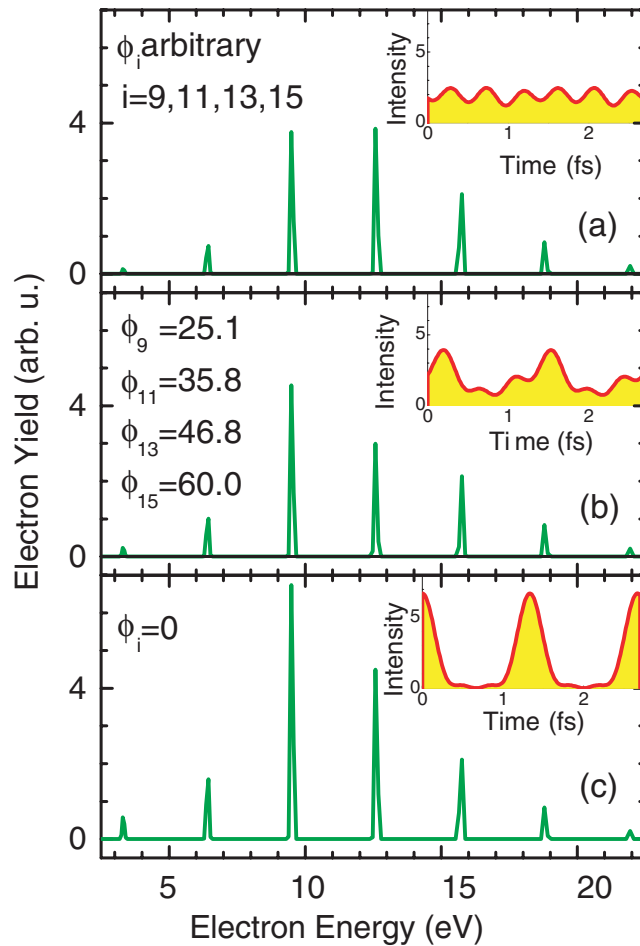 ϕi arbitrary
i=9,11,13,15
Intensity
5
0
0
1
2
Time (fs)
(a)
4
0
ϕ9 =25.1
ϕ11 =35.8
ϕ13 =46.8
ϕ15=60.0
Intensity
5
0
0
1
2
Ti me (fs)
(b)
4
0
ϕi=0
Intensity
5
0
0
1
2
Time (fs)
(c)
4
0
Electron Yield (arb. u.)
5
10
15
20
Electron Energy (eV)